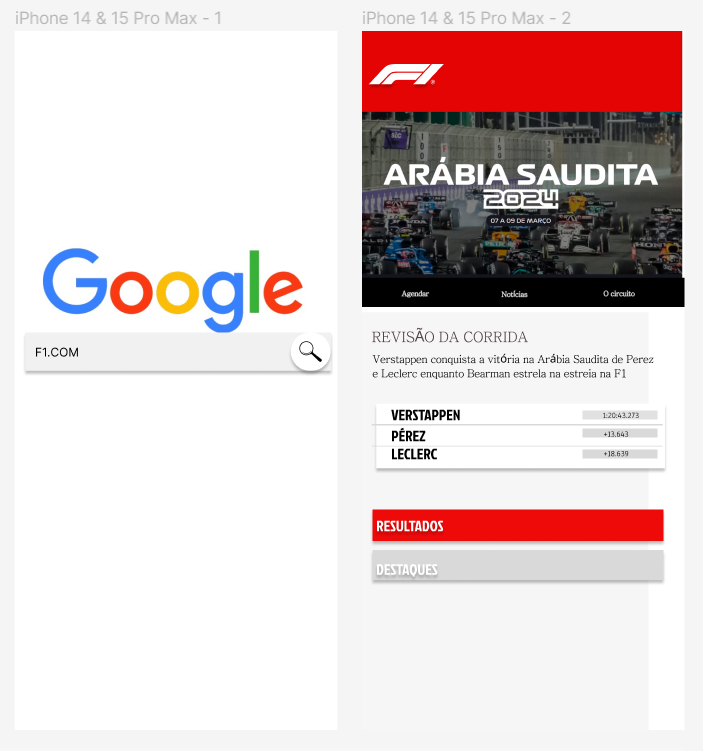 iPhone 14 & 15 Pro Max - 1
Google
F1.COM
iPhone 14 & 15 Pro Max - 2
F1
ARÁBIA SAUDITA
2024
07 A 09 DE MARÇO
Agendar Notícias O circuito
REVISÃO DA CORRIDA
Verstappen conquista a vitória na Arábia Saudita de Perez
e Leclerc enquanto Bearman estrela na estreia na F1
VERSTAPPEN 1:20:43.273
PÉREZ +13.643
LECLERC +18.639
RESULTADOS
DESTAQUES